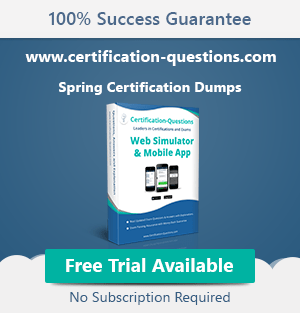 100% Success Guarantee
www.certification-questions.com
Spring Certification Dumps
Certification-Questions
Leaders in Certifications and Exams
Web Simulator
& Mobile App
Free Trial Available
No Subscription Required